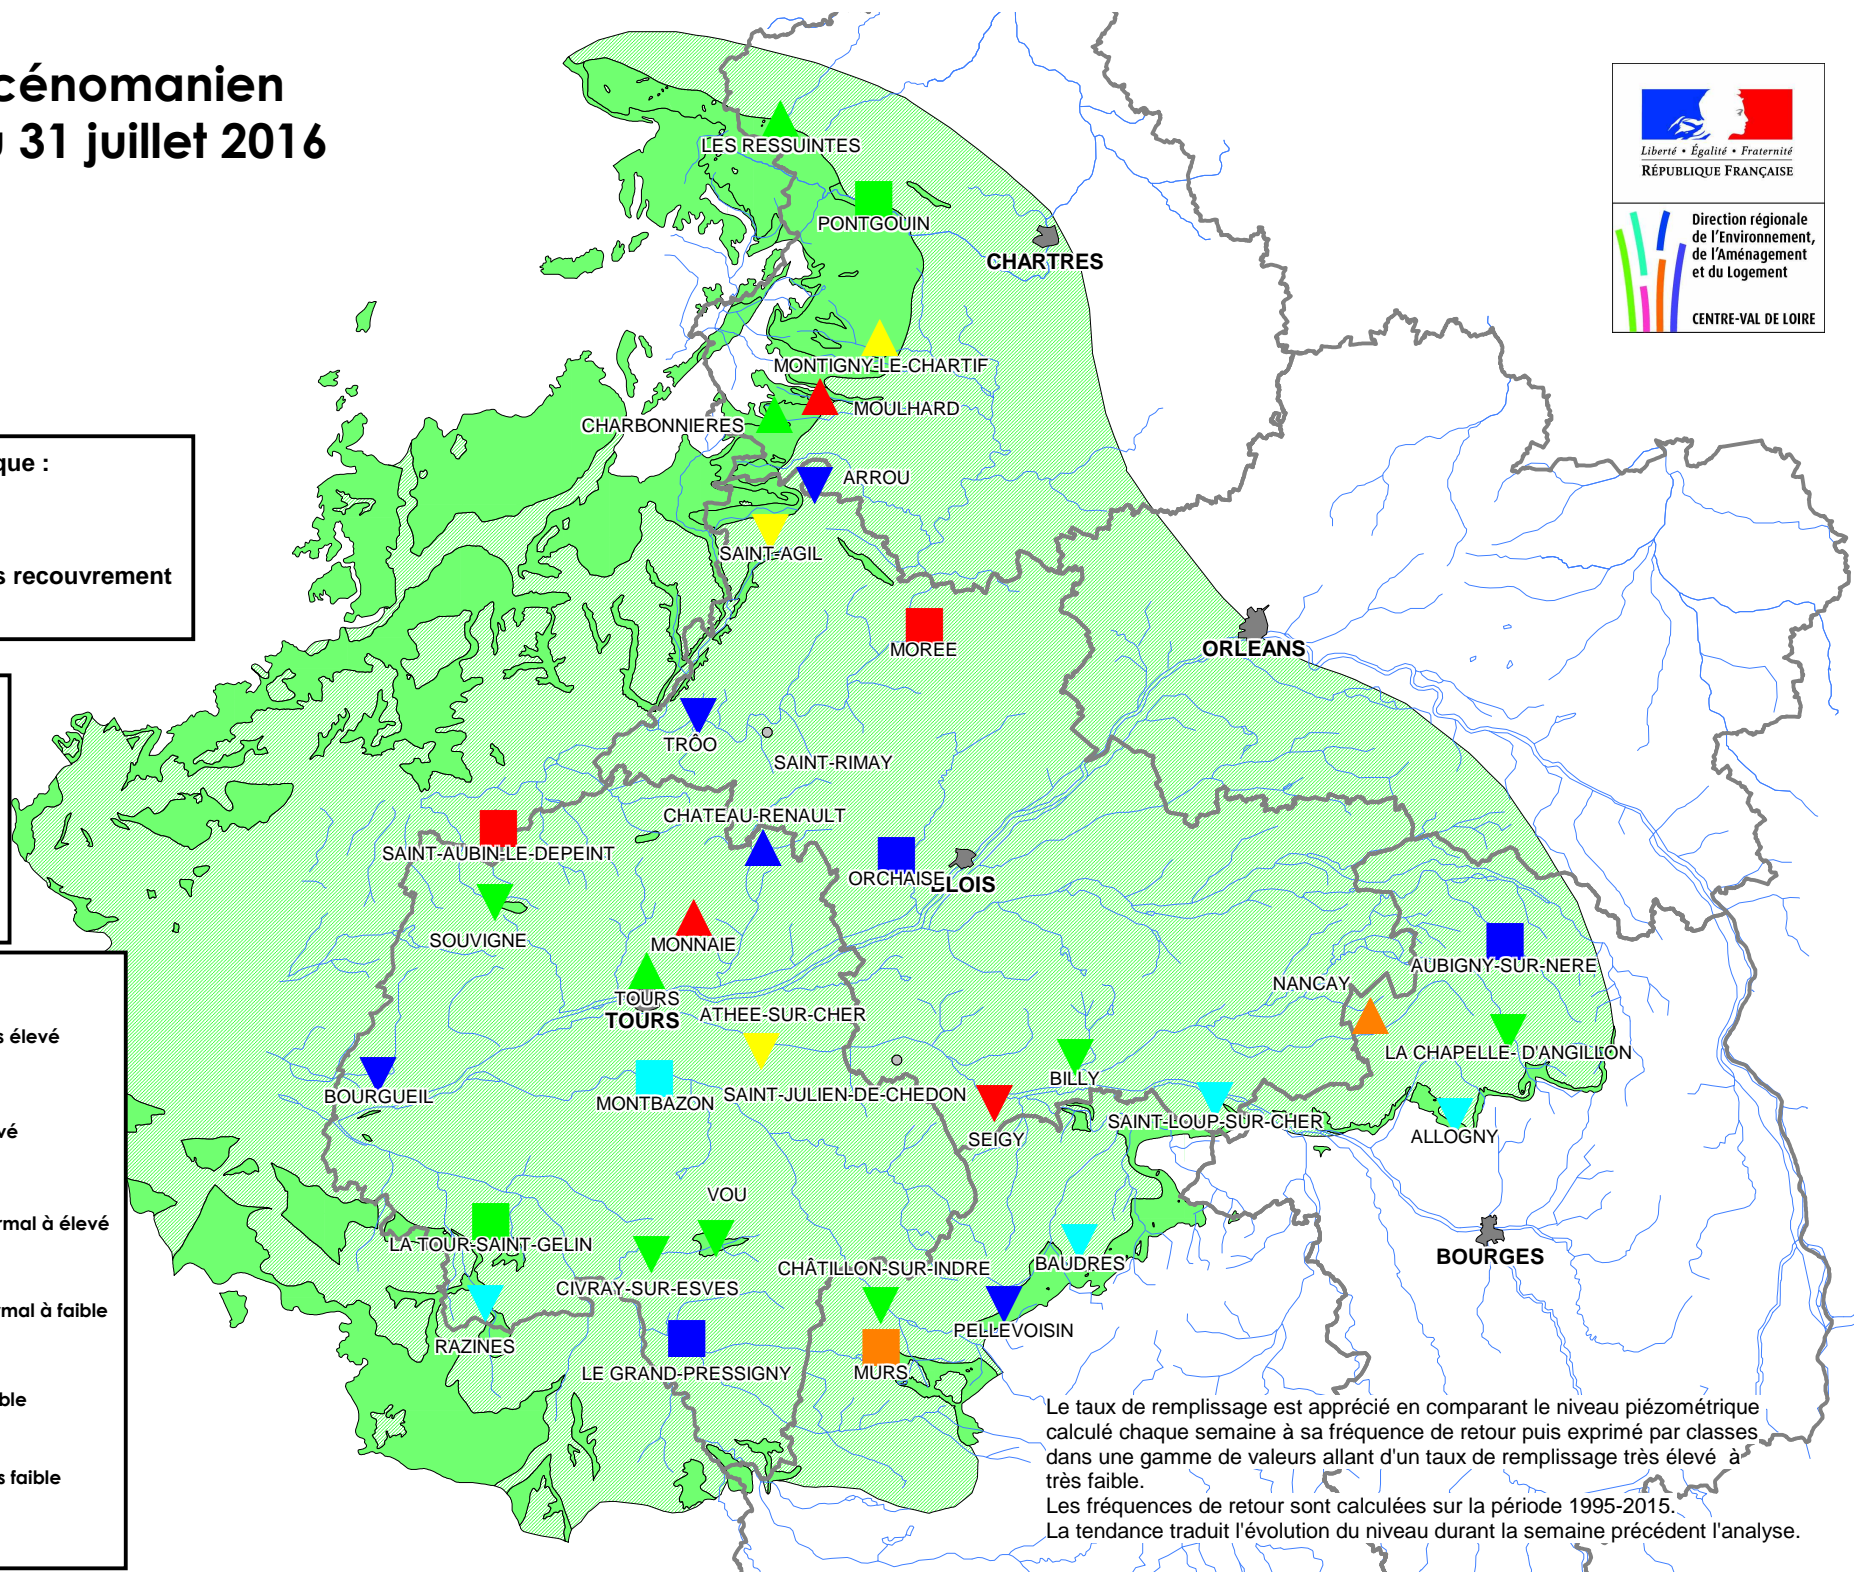 cénomanien
31 juillet 2016
Liberté • Égalité • Fraternité
RÉPUBLIQUE FRANÇAISE
Direction régionale
de l'Environnement,
de l'Aménagement
et du Logement
CENTRE-VAL DE LOIRE
que :
s recouvrement
s élevé
vé
rmal à élevé
rmal à faible
ble
s faible
LES RESSUINTES
PONTGOUIN
CHARTRES
MONTIGNY-LE-CHARTIF
MOULHARD
CHARBONNIERES
ARROU
SAINT-AGIL
MOREE
ORLEANS
TRÔO
SAINT-RIMAY
CHATEAU-RENAULT
SAINT-AUBIN-LE-DEPEINT
ORCHAISE
BLOIS
SOUVIGNE
MONNAIE
AUBIGNY-SUR-NERE
NANCAY
TOURS
TOURS
ATHEE-SUR-CHER
LA CHAPELLE- D'ANGILLON
BILLY
BOURGUEIL
MONTBAZON
SAINT-JULIEN-DE-CHEDON
SAINT-LOUP-SUR-CHER
SEIGY
ALLOGNY
VOU
LA TOUR-SAINT-GELIN
BOURGES
CHÂTILLON-SUR-INDRE
BAUDRES
CIVRAY-SUR-ESVES
PELLEVOISIN
RAZINES
LE GRAND-PRESSIGNY
MURS
Le taux de remplissage est apprécié en comparant le niveau piézométrique
calculé chaque semaine à sa fréquence de retour puis exprimé par classes
dans une gamme de valeurs allant d'un taux de remplissage très élevé à
très faible.
Les fréquences de retour sont calculées sur la période 1995-2015.
La tendance traduit l'évolution du niveau durant la semaine précédent l'analyse.